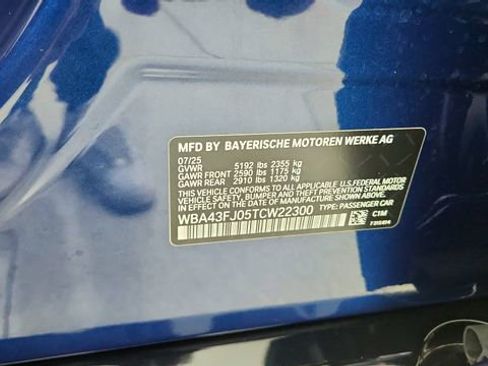 MFD BY BAYERISCHE MOTOREN WERKE AG
07/25
GVWR 5192 lbs 2355 kg
GAWR FRONT 2590 lbs 1175 kg
GAWR REAR 2910 lbs 1320 kg
THIS VEHICLE CONFORMS TO ALL APPLICABLE U.S. FEDERAL MOTOR
VEHICLE SAFETY, BUMPER AND THEFT PREVENTION STANDARDS IN
EFFECT ON THE DATE OF MANUFACTURE SHOWN ABOVE.
WBA43FJ05TCW22300 TYPE: PASSENGER CAR
C1M